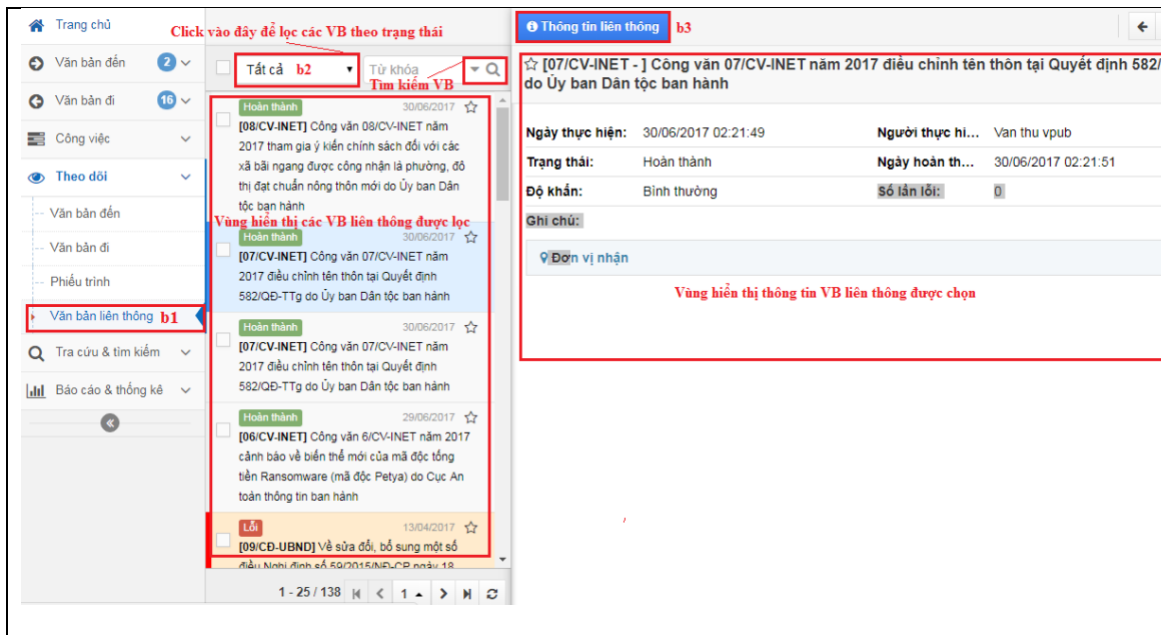 Trang chủ
Văn bản đến 2
Văn bản đi 16
Công việc
Theo dõi
Văn bản đến
Văn bản đi
Phiếu trình
Văn bản liên thông b1
Tra cứu & tìm kiếm
Báo cáo & thống kê
Click vào đây để lọc các VB theo trạng thái
Tất cả b2
Từ khóa
Tìm kiếm VB
Hoàn thành 30/06/2017
[08/CV-INET] Công văn 08/CV-INET năm
2017 tham gia ý kiến chính sách đối với các
xã bãi ngang được công nhận là phường, đô
thị đạt chuẩn nông thôn mới do Ủy ban Dân
tộc ban hành
Vùng hiển thị các VB liên thông được lọc
Hoàn thành 30/06/2017
[07/CV-INET] Công văn 07/CV-INET năm
2017 điều chỉnh tên thôn tại Quyết định
582/QĐ-TTg do Ủy ban Dân tộc ban hành
Hoàn thành 30/06/2017
[07/CV-INET] Công văn 07/CV-INET năm
2017 điều chỉnh tên thôn tại Quyết định
582/QĐ-TTg do Ủy ban Dân tộc ban hành
Hoàn thành 29/06/2017
[06/CV-INET] Công văn 6/CV-INET năm 2017
cảnh báo về biến thể mới của mã độc tống
tiền Ransomware (mã độc Petya) do Cục An
toàn thông tin ban hành
Lỗi 13/04/2017
[09/CĐ-UBND] Về sửa đổi, bổ sung một số
điều Nghị định số 59/2015/NĐ-CP ngày 18
1 - 25 / 138 1
Thông tin liên thông b3
[07/CV-INET - ] Công văn 07/CV-INET năm 2017 điều chỉnh tên thôn tại Quyết định 582/
do Ủy ban Dân tộc ban hành
Ngày thực hiện: 30/06/2017 02:21:49 Người thực hi... Van thu vpub
Trạng thái: Hoàn thành Ngày hoàn th... 30/06/2017 02:21:51
Độ khẩn: Bình thường Số lần lỗi: 0
Ghi chú:
Đơn vị nhận
Vùng hiển thị thông tin VB liên thông được chọn